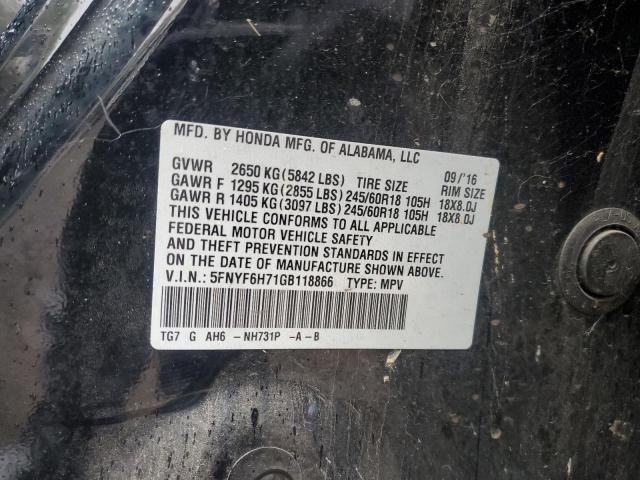 MFD. BY HONDA MFG. OF ALABAMA, LLC
09/'16
GVWR 2650 KG (5842 LBS) TIRE SIZE RIM SIZE
GAWR F 1295 KG (2855 LBS) 245/60R18 105H 18X8.0J
GAWR R 1405 KG (3097 LBS) 245/60R18 105H 18X8.0J
THIS VEHICLE CONFORMS TO ALL APPLICABLE
FEDERAL MOTOR VEHICLE SAFETY
AND THEFT PREVENTION STANDARDS IN EFFECT
ON THE DATE OF MANUFACTURE SHOWN ABOVE.
V.I.N.: 5FNYF6H71GB118866 TYPE: MPV
TG7 G AH6 -NH731P -A-B